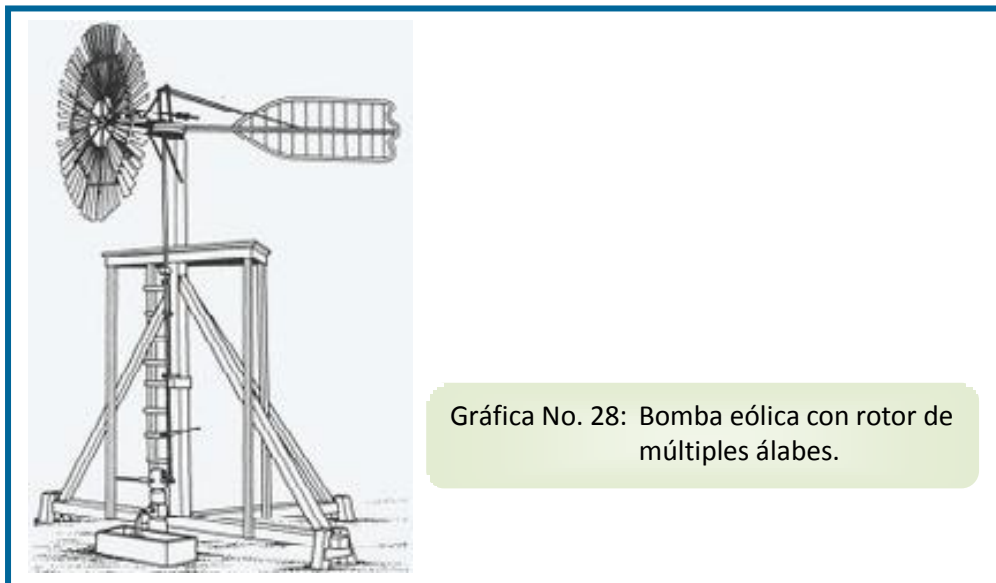 Gráfica No. 28: Bomba eólica con rotor de
múltiples álabes.